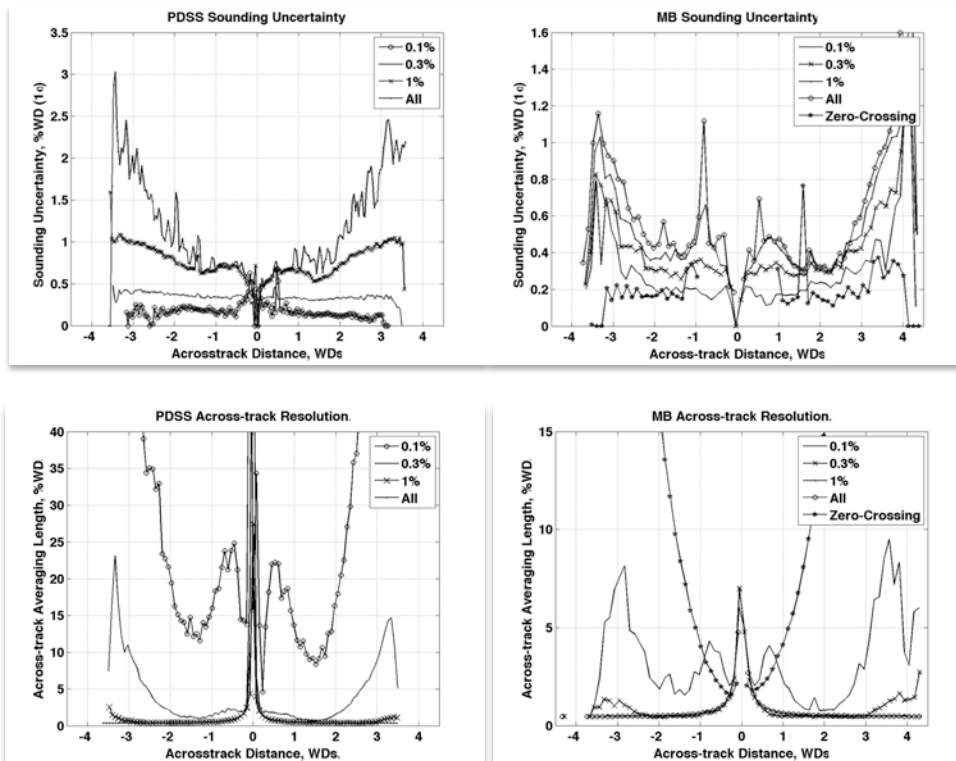 PDSS Sounding Uncertainty
3.5
3
2.5
2
1.5
1
0.5
0
-4 -3 -2 -1 0 1 2 3 4
Sounding Uncertainty, %WD (1σ)
Acrosstrack Distance, WDs
0.1%
0.3%
1%
All
MB Sounding Uncertainty
1.6
1.4
1.2
1
0.8
0.6
0.4
0.2
0
-4 -3 -2 -1 0 1 2 3 4
Sounding Uncertainty, %WD (1σ)
Across-track Distance, WDs
0.1%
0.3%
1%
All
Zero-Crossing
PDSS Across-track Resolution.
40
35
30
25
20
15
10
5
0
-4 -3 -2 -1 0 1 2 3 4
Across-track Averaging Length, %WD
Acrosstrack Distance, WDs.
0.1%
0.3%
1%
All
MB Across-track Resolution.
15
10
5
0
-4 -3 -2 -1 0 1 2 3 4
Across-track Averaging Length, %WD
Across-track Distance, WDs
0.1%
0.3%
1%
All
Zero-Crossing